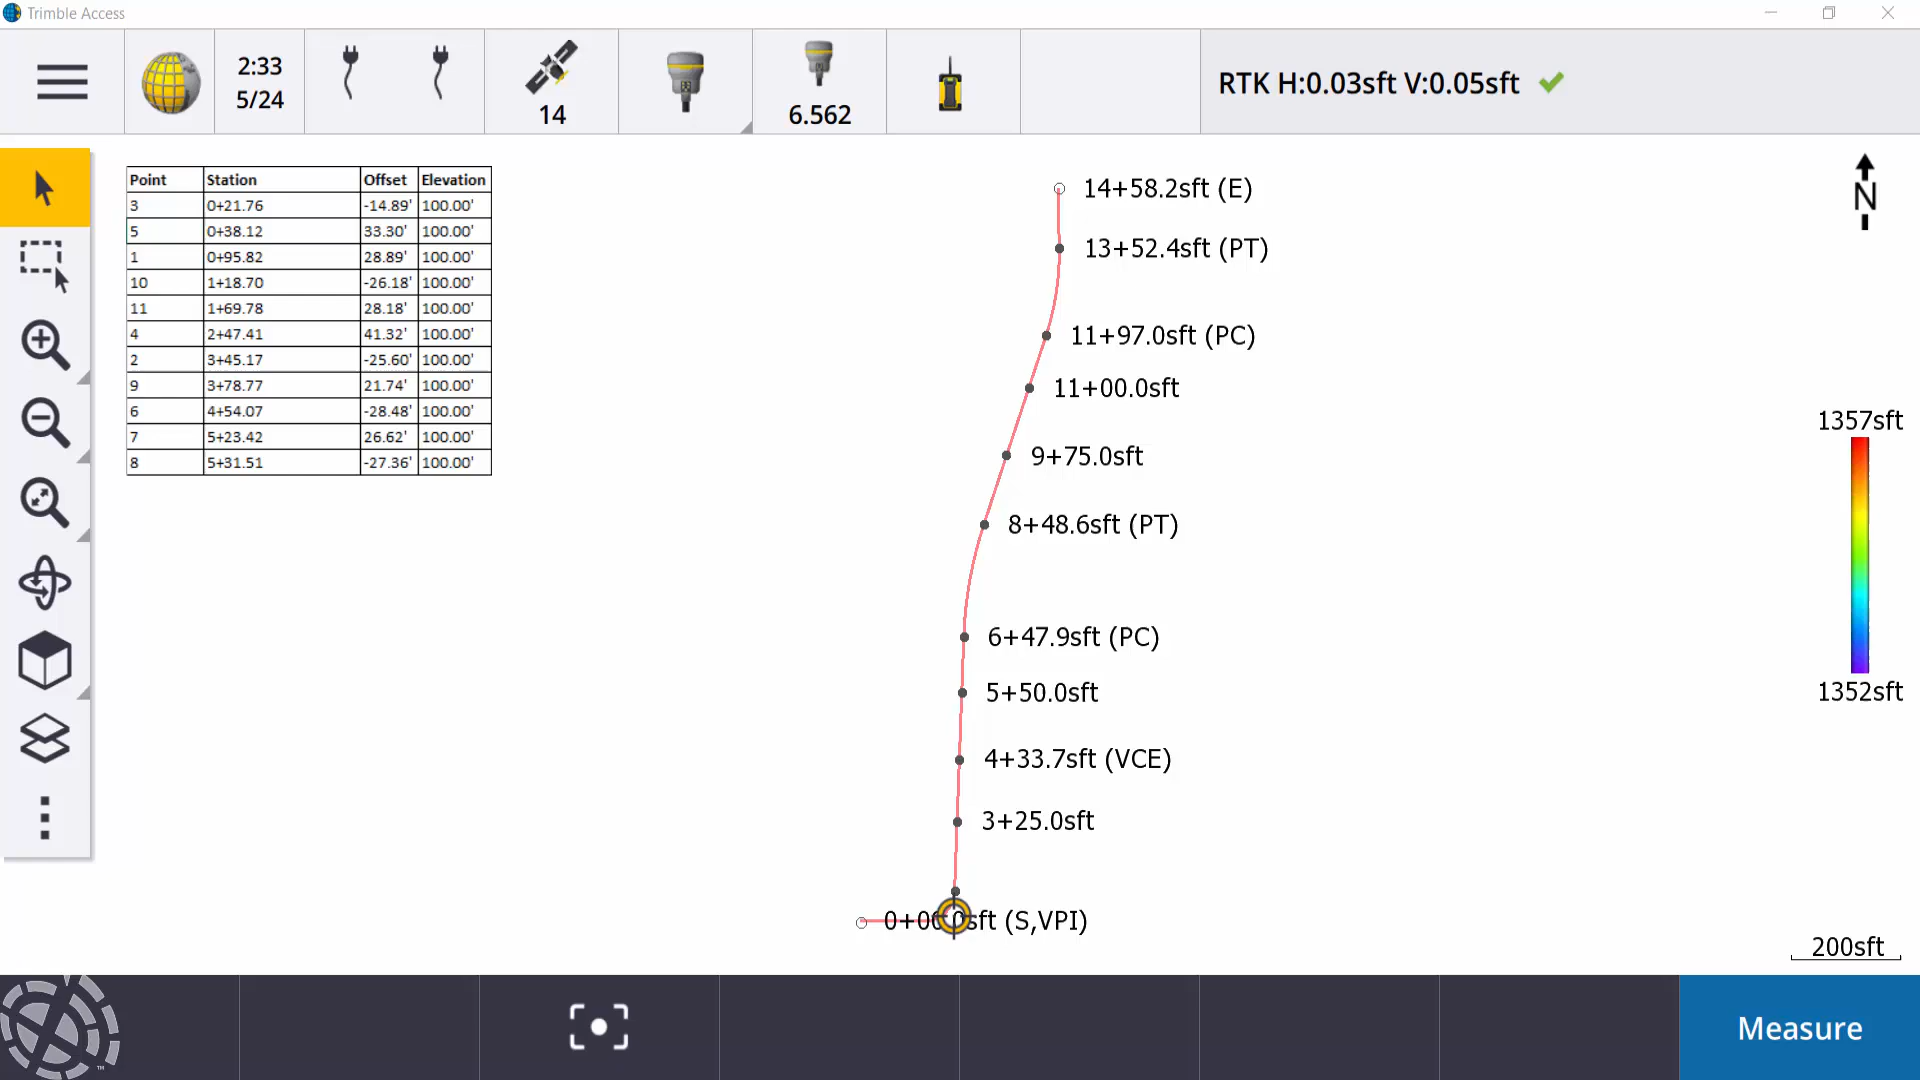 Trimble Access
2:33
5/24
14
6.562
RTK H:0.03sft V:0.05sft
Point Station Offset Elevation
3 0+21.76 -14.89' 100.00'
5 0+38.12 33.30' 100.00'
1 0+95.82 28.89' 100.00'
10 1+18.70 -26.18' 100.00'
11 1+69.78 28.18' 100.00'
4 2+47.41 41.32' 100.00'
2 3+45.17 -25.60' 100.00'
9 3+78.77 21.74' 100.00'
6 4+54.07 -28.48' 100.00'
7 5+23.42 26.62' 100.00'
8 5+31.51 -27.36' 100.00'
14+58.2sft (E)
13+52.4sft (PT)
11+97.0sft (PC)
11+00.0sft
9+75.0sft
8+48.6sft (PT)
6+47.9sft (PC)
5+50.0sft
4+33.7sft (VCE)
3+25.0sft
0+00.0sft (S,VPI)
N
1357sft
1352sft
200sft
Measure